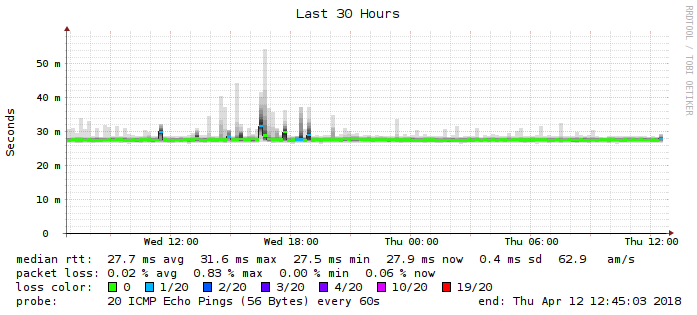 Last 30 Hours
RRDTOOL / TOBI OETIKER
Seconds
50 m
40 m
30 m
20 m
10 m
0
Wed 12:00 Wed 18:00 Thu 00:00 Thu 06:00 Thu 12:00
median rtt: 27.7 ms avg 31.6 ms max 27.5 ms min 27.9 ms now 0.4 ms sd 62.9 am/s
packet loss: 0.02 % avg 0.83 % max 0.00 % min 0.06 % now
loss color: 0 1/20 2/20 3/20 4/20 10/20 19/20
probe: 20 ICMP Echo Pings (56 Bytes) every 60s end: Thu Apr 12 12:45:03 2018